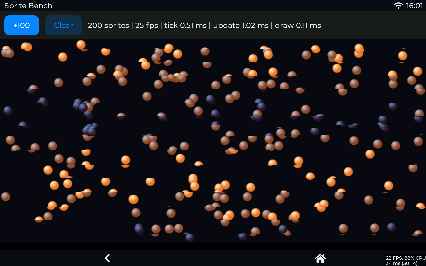 Sprite Bench
16:01
+100
Clear
200 sprites | 25 fps | tick 0.51 ms | update 1.02 ms | draw 0.11 ms